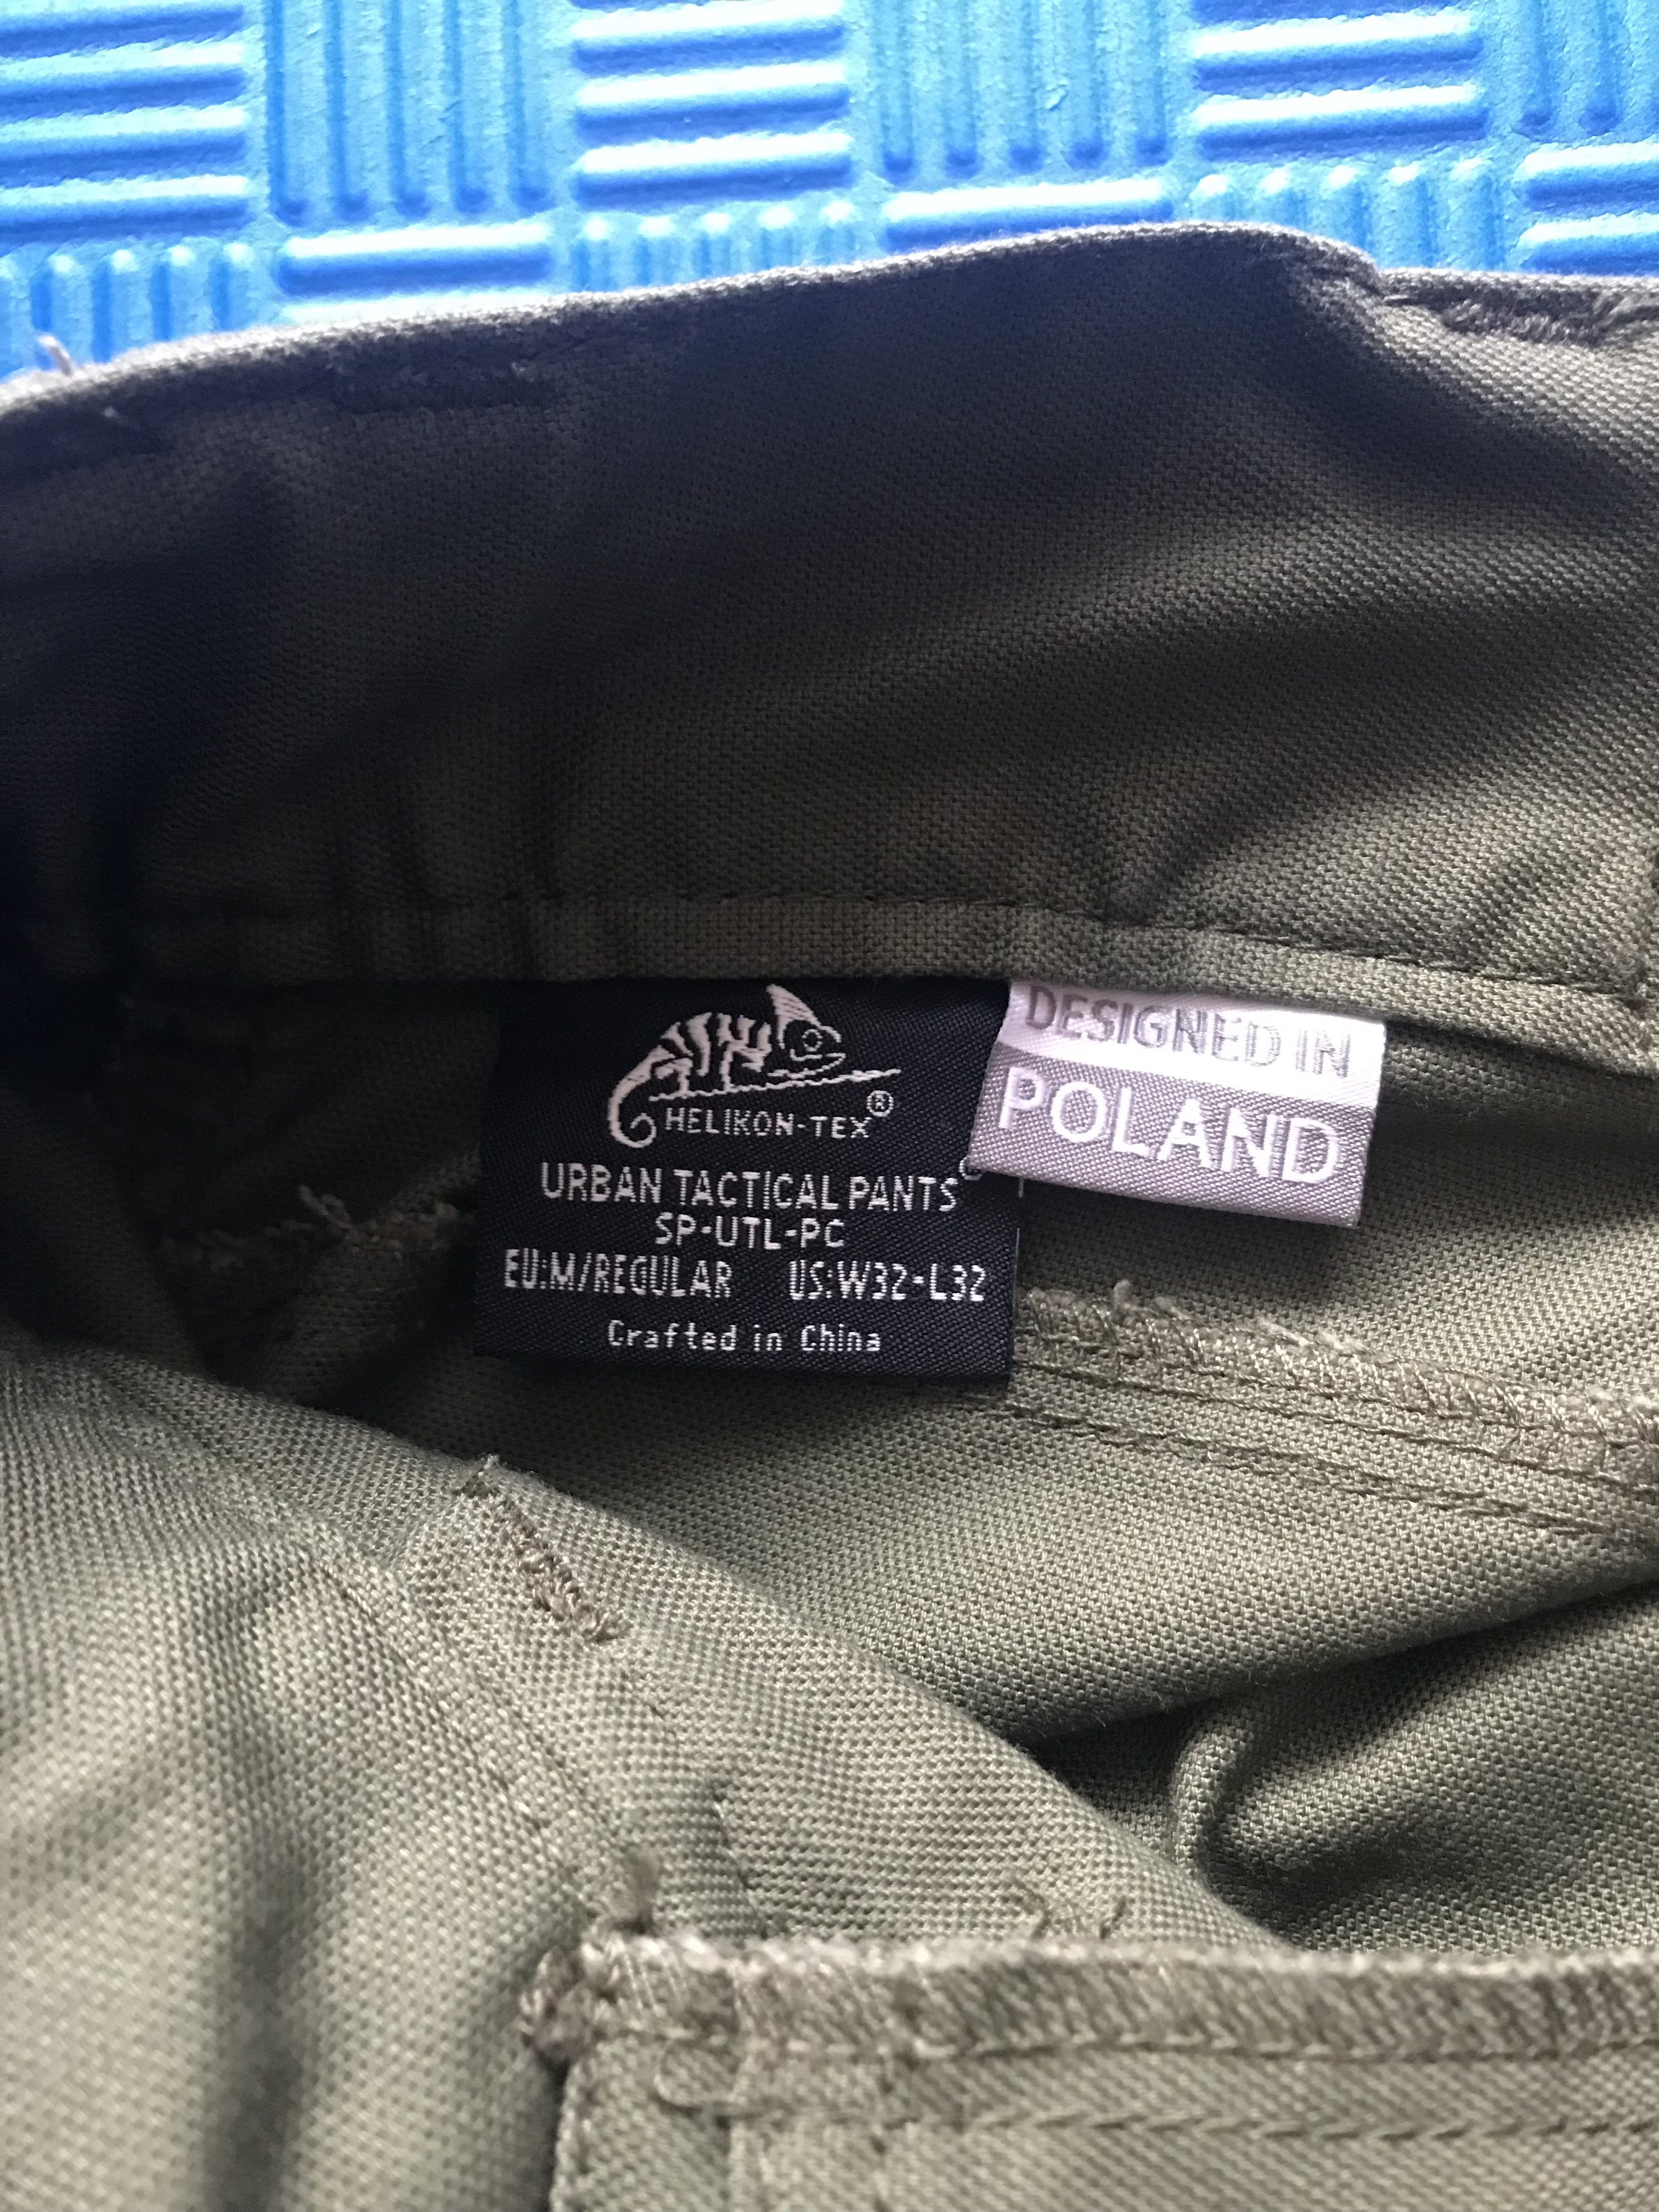 HELIKON-TEX®
URBAN TACTICAL PANTS®
SP-UTL-PC
EU:M/REGULAR US:W32-L32
Crafted in China
DESIGNED IN
POLAND